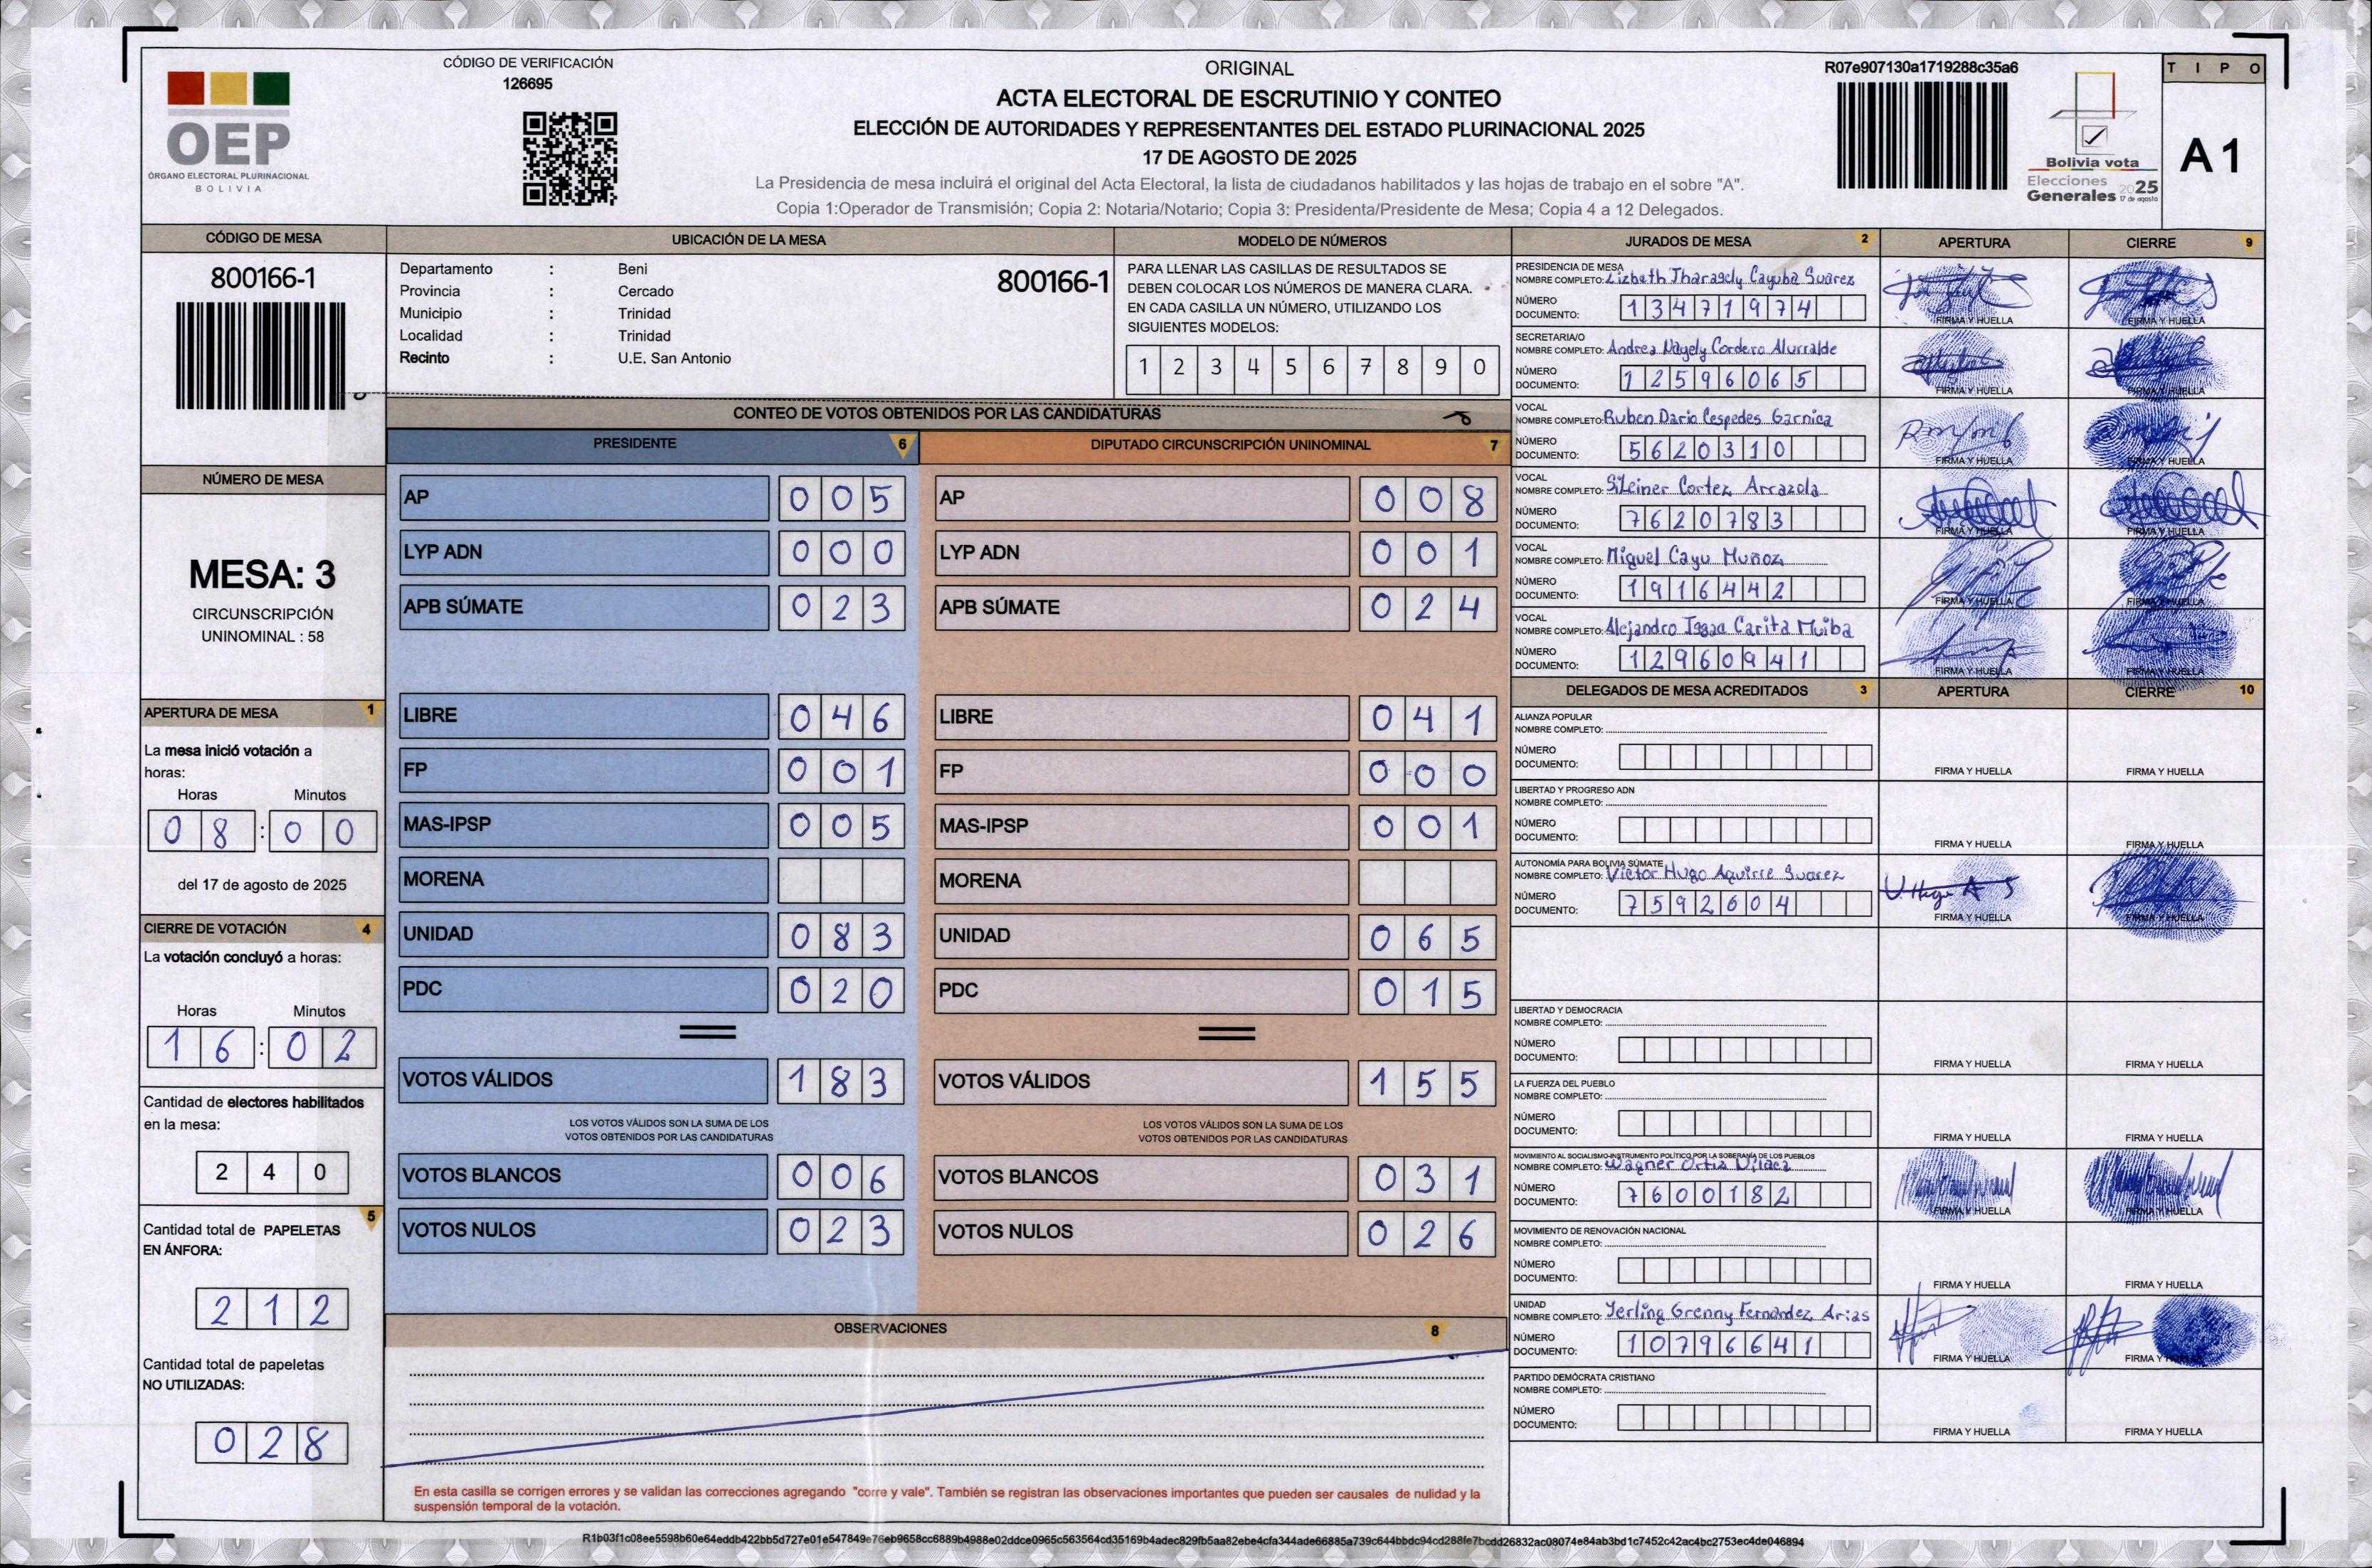 CÓDIGO DE VERIFICACIÓN
126695
OEP
ÓRGANO ELECTORAL PLURINACIONAL
BOLIVIA
ORIGINAL
ACTA ELECTORAL DE ESCRUTINIO Y CONTEO
ELECCIÓN DE AUTORIDADES Y REPRESENTANTES DEL ESTADO PLURINACIONAL 2025
17 DE AGOSTO DE 2025
La Presidencia de mesa incluirá el original del Acta Electoral, la lista de ciudadanos habilitados y las hojas de trabajo en el sobre "A".
Copia 1:Operador de Transmisión; Copia 2: Notaria/Notario; Copia 3: Presidenta/Presidente de Mesa; Copia 4 a 12 Delegados.
R07e907130a1719288c35a6
Bolivia vota
Elecciones
Generales 2025
17 de agosto
TIPO
A1
CÓDIGO DE MESA
800166-1
UBICACIÓN DE LA MESA
Departamento : Beni
Provincia : Cercado
Municipio : Trinidad
Localidad : Trinidad
Recinto : U.E. San Antonio
800166-1
MODELO DE NÚMEROS
PARA LLENAR LAS CASILLAS DE RESULTADOS SE
DEBEN COLOCAR LOS NÚMEROS DE MANERA CLARA.
EN CADA CASILLA UN NÚMERO, UTILIZANDO LOS
SIGUIENTES MODELOS:
1 2 3 4 5 6 7 8 9 0
NÚMERO DE MESA
MESA: 3
CIRCUNSCRIPCIÓN
UNINOMINAL : 58
APERTURA DE MESA 1
La mesa inició votación a
horas:
Horas Minutos
08:00
del 17 de agosto de 2025
CIERRE DE VOTACIÓN 4
La votación concluyó a horas:
Horas Minutos
16:02
Cantidad de electores habilitados
en la mesa:
240
5
Cantidad total de PAPELETAS
EN ÁNFORA:
212
Cantidad total de papeletas
NO UTILIZADAS:
028
CONTEO DE VOTOS OBTENIDOS POR LAS CANDIDATURAS
PRESIDENTE 6
AP 005
LYP ADN 000
APB SÚMATE 023
LIBRE 046
FP 001
MAS-IPSP 005
MORENA
UNIDAD 083
PDC 020
VOTOS VÁLIDOS 183
LOS VOTOS VÁLIDOS SON LA SUMA DE LOS
VOTOS OBTENIDOS POR LAS CANDIDATURAS
VOTOS BLANCOS 006
VOTOS NULOS 023
DIPUTADO CIRCUNSCRIPCIÓN UNINOMINAL 7
AP 008
LYP ADN 001
APB SÚMATE 024
LIBRE 041
FP 000
MAS-IPSP 001
MORENA
UNIDAD 065
PDC 015
VOTOS VÁLIDOS 155
LOS VOTOS VÁLIDOS SON LA SUMA DE LOS
VOTOS OBTENIDOS POR LAS CANDIDATURAS
VOTOS BLANCOS 031
VOTOS NULOS 026
OBSERVACIONES 8
En esta casilla se corrigen errores y se validan las correcciones agregando "corre y vale". También se registran las observaciones importantes que pueden ser causales de nulidad y la
suspensión temporal de la votación.
JURADOS DE MESA 2 APERTURA CIERRE 9
PRESIDENCIA DE MESA
NOMBRE COMPLETO: Lizbeth Tharagely Cayuba Suarez
NÚMERO
DOCUMENTO: 13471974
FIRMA Y HUELLA FIRMA Y HUELLA
SECRETARIA/O
NOMBRE COMPLETO: Andrea Nayely Cordero Alurralde
NÚMERO
DOCUMENTO: 12596065
FIRMA Y HUELLA FIRMA Y HUELLA
VOCAL
NOMBRE COMPLETO: Ruben Dario Cespedes Garnica
NÚMERO
DOCUMENTO: 5620310
FIRMA Y HUELLA FIRMA Y HUELLA
VOCAL
NOMBRE COMPLETO: Sileiner Cortez Arrazola
NÚMERO
DOCUMENTO: 7620783
FIRMA Y HUELLA FIRMA Y HUELLA
VOCAL
NOMBRE COMPLETO: Miguel Cayu Muñoz
NÚMERO
DOCUMENTO: 1916442
FIRMA Y HUELLA FIRMA Y HUELLA
VOCAL
NOMBRE COMPLETO: Alejandro Isaac Carita Muiba
NÚMERO
DOCUMENTO: 12960941
FIRMA Y HUELLA FIRMA Y HUELLA
DELEGADOS DE MESA ACREDITADOS 3 APERTURA CIERRE 10
ALIANZA POPULAR
NOMBRE COMPLETO:
NÚMERO
DOCUMENTO:
FIRMA Y HUELLA FIRMA Y HUELLA
LIBERTAD Y PROGRESO ADN
NOMBRE COMPLETO:
NÚMERO
DOCUMENTO:
FIRMA Y HUELLA FIRMA Y HUELLA
AUTONOMÍA PARA BOLIVIA SÚMATE
NOMBRE COMPLETO: Victor Hugo Aguirre Suarez
NÚMERO
DOCUMENTO: 7592604
V. Hugo A S
FIRMA Y HUELLA FIRMA Y HUELLA
LIBERTAD Y DEMOCRACIA
NOMBRE COMPLETO:
NÚMERO
DOCUMENTO:
FIRMA Y HUELLA FIRMA Y HUELLA
LA FUERZA DEL PUEBLO
NOMBRE COMPLETO:
NÚMERO
DOCUMENTO:
FIRMA Y HUELLA FIRMA Y HUELLA
MOVIMIENTO AL SOCIALISMO-INSTRUMENTO POLÍTICO POR LA SOBERANÍA DE LOS PUEBLOS
NOMBRE COMPLETO: Wagner Ortiz
NÚMERO
DOCUMENTO: 7600182
FIRMA Y HUELLA FIRMA Y HUELLA
MOVIMIENTO DE RENOVACIÓN NACIONAL
NOMBRE COMPLETO:
NÚMERO
DOCUMENTO:
FIRMA Y HUELLA FIRMA Y HUELLA
UNIDAD
NOMBRE COMPLETO: Yerling Grenny Fernandez Arias
NÚMERO
DOCUMENTO: 10796641
FIRMA Y HUELLA FIRMA Y HUELLA
PARTIDO DEMÓCRATA CRISTIANO
NOMBRE COMPLETO:
NÚMERO
DOCUMENTO:
FIRMA Y HUELLA FIRMA Y HUELLA